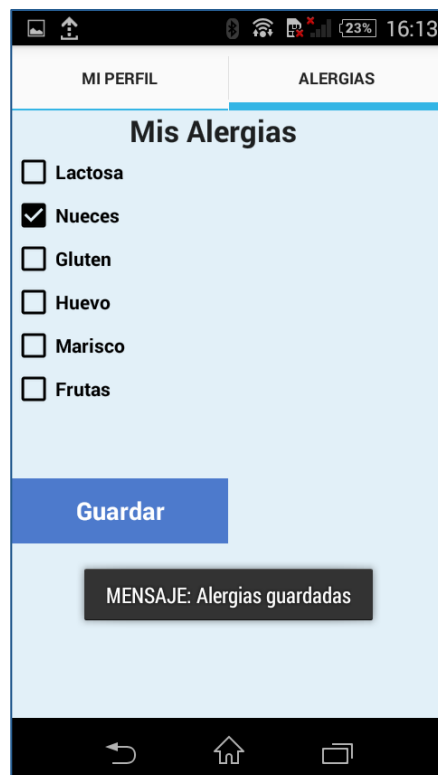 23% 16:13
MI PERFIL ALERGIAS
Mis Alergias
Lactosa
Nueces
Gluten
Huevo
Marisco
Frutas
Guardar
MENSAJE: Alergias guardadas